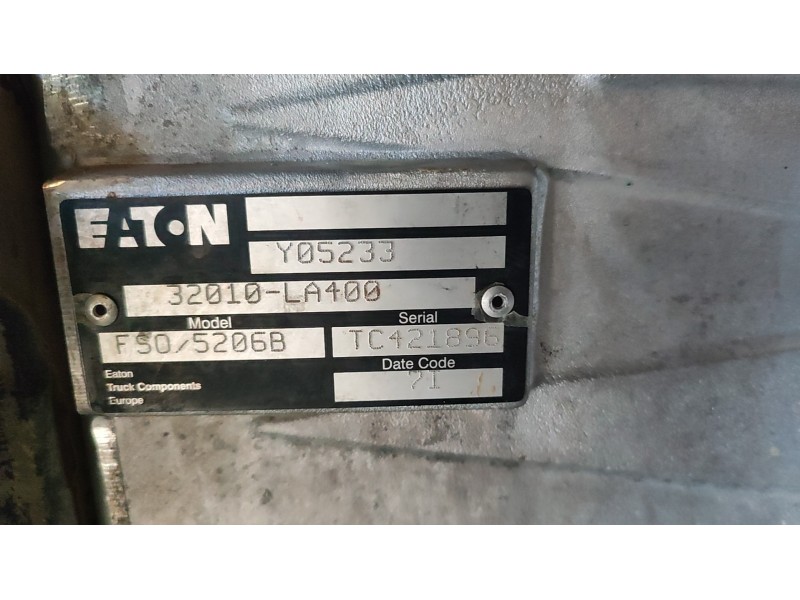 EATON
Y05233
32010-LA400
Model Serial
FSO/5206B TC421896
Eaton Date Code
Truck Components 71
Europe